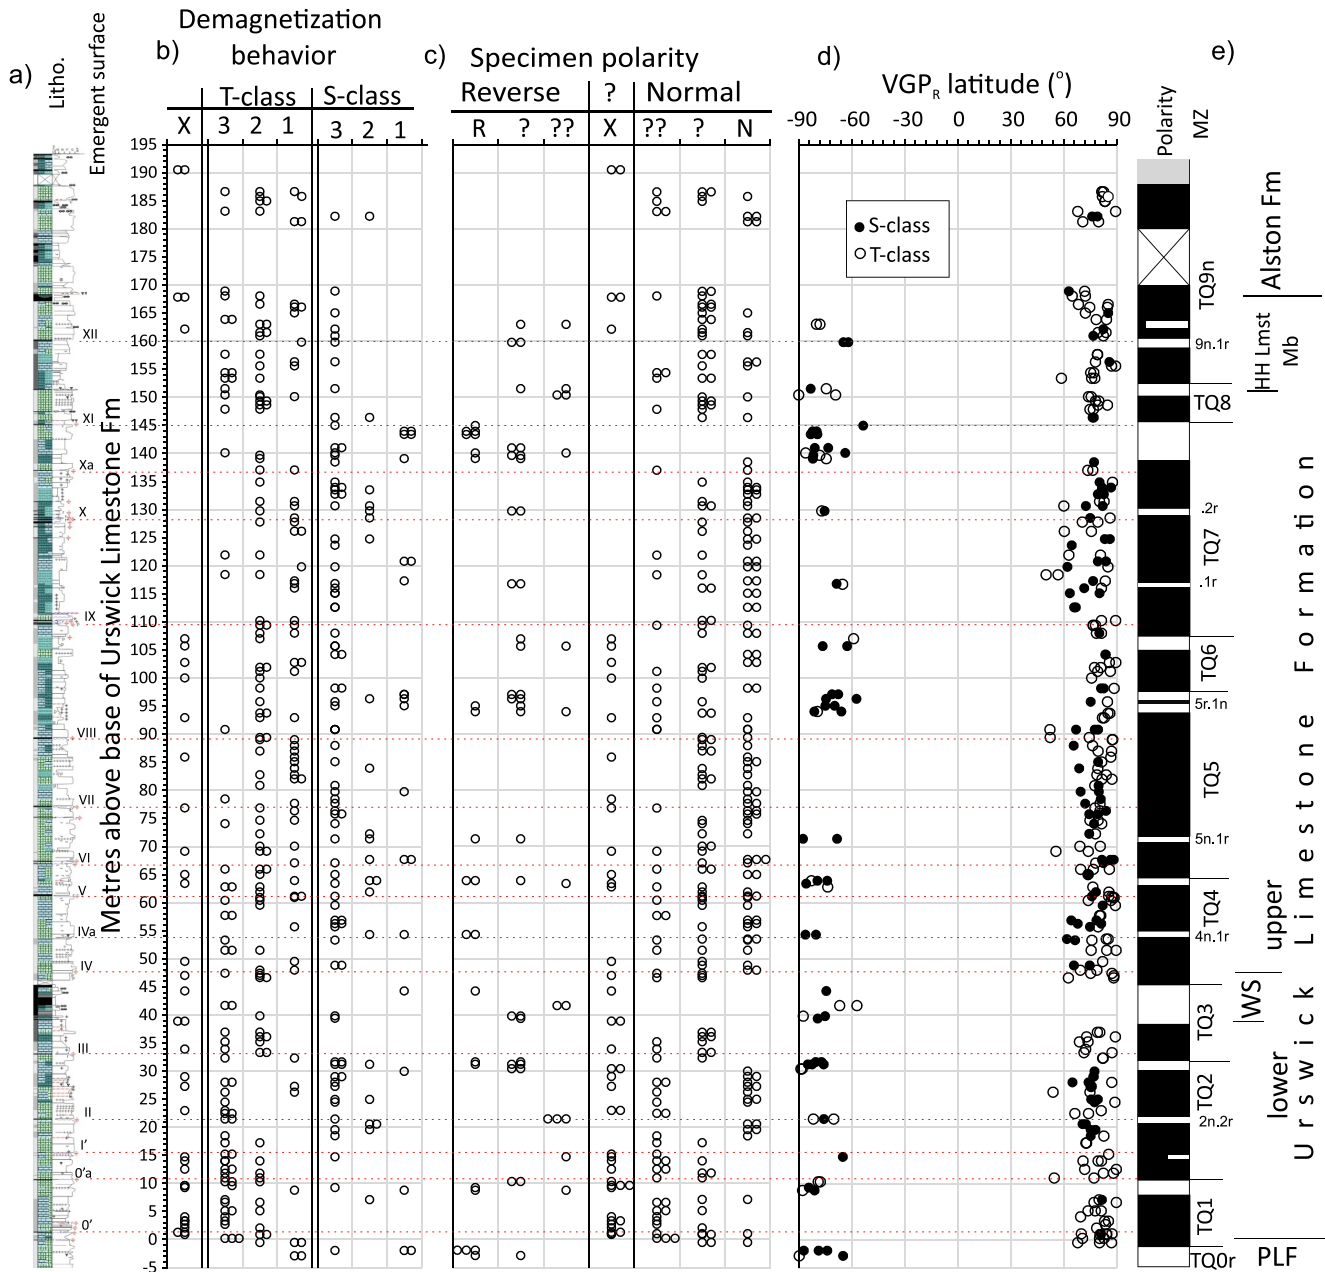 Demagnetization
behavior
a)
b)
c)
d)
e)
Litho.
Emergent surface
Specimen polarity
VGPR latitude (o)
T-class
S-class
Reverse
?
Normal
X
3
2
1
3
2
1
R
?
??
X
??
?
N
-90
-60
-30
0
30
60
90
Polarity
MZ
Metres above base of Urswick Limestone Fm
195
190
185
180
175
170
165
160
155
150
145
140
135
130
125
120
115
110
105
100
95
90
85
80
75
70
65
60
55
50
45
40
35
30
25
20
15
10
5
0
-5
XII
XI
Xa
X
IX
VIII
VII
VI
V
IVa
IV
III
II
I'
0'a
0'
S-class
T-class
TQ9n
9n.1r
TQ8
.2r
TQ7
.1r
TQ6
5r.1n
TQ5
5n.1r
TQ4
4n.1r
TQ3
TQ2
2n.2r
TQ1
TQ0r
Alston Fm
HH Lmst
Mb
upper
WS
lower
Urswick Limestone Formation
PLF